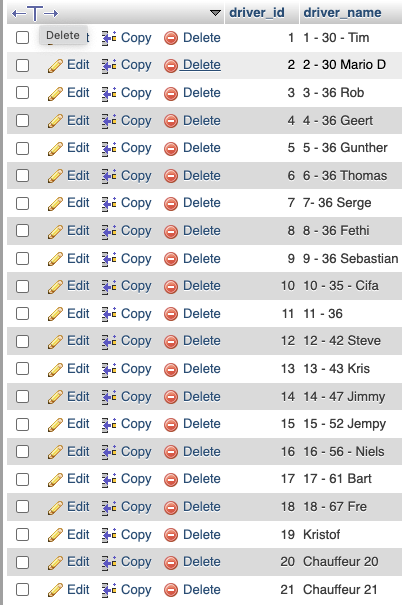 driver_id driver_name
Delete
Edit Copy Delete 1 1 - 30 - Tim
Edit Copy Delete 2 2 - 30 Mario D
Edit Copy Delete 3 3 - 36 Rob
Edit Copy Delete 4 4 - 36 Geert
Edit Copy Delete 5 5 - 36 Gunther
Edit Copy Delete 6 6 - 36 Thomas
Edit Copy Delete 7 7- 36 Serge
Edit Copy Delete 8 8 - 36 Fethi
Edit Copy Delete 9 9 - 36 Sebastian
Edit Copy Delete 10 10 - 35 - Cifa
Edit Copy Delete 11 11 - 36
Edit Copy Delete 12 12 - 42 Steve
Edit Copy Delete 13 13 - 43 Kris
Edit Copy Delete 14 14 - 47 Jimmy
Edit Copy Delete 15 15 - 52 Jempy
Edit Copy Delete 16 16 - 56 - Niels
Edit Copy Delete 17 17 - 61 Bart
Edit Copy Delete 18 18 - 67 Fre
Edit Copy Delete 19 Kristof
Edit Copy Delete 20 Chauffeur 20
Edit Copy Delete 21 Chauffeur 21